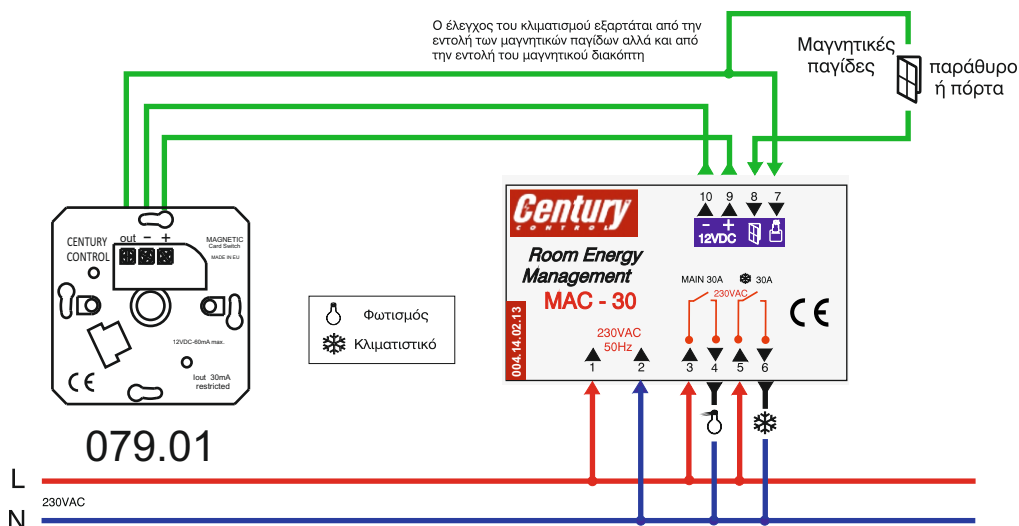 Ο έλεγχος του κλιματισμού εξαρτάται από την
εντολή των μαγνητικών παγίδων αλλά και από
την εντολή του μαγνητικού διακόπτη
Μαγνητικές
παγίδες
παράθυρο
ή πόρτα
CENTURY
CONTROL
out − +
MAGNETIC
Card Switch
MADE IN EU
12VDC-60mA max.
Iout 30mA
restricted
CE
079.01
Φωτισμός
Κλιματιστικό
Century
CONTROL
10 9 8 7
− +
12VDC
Room Energy
Management
MAC - 30
004.14.02.13
230VAC
50Hz
MAIN 30A
30A
230VAC
CE
1 2 3 4 5 6
L
230VAC
N